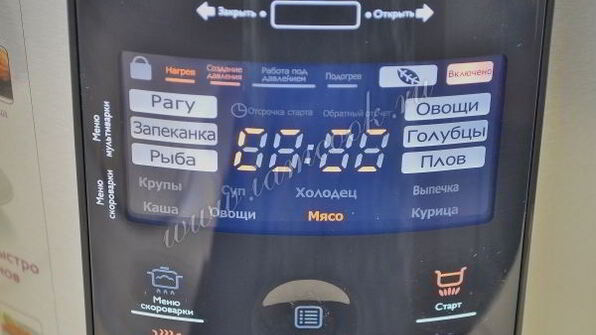 Закрыть Открыть
Нагрев Создание давления Работа под давлением Подогрев Включено
Отсрочка старта Обратный отсчет
Меню мультиварки
Рагу Овощи
Запеканка Голубцы
Рыба Плов
Меню скороварки
Крупы Суп Холодец Выпечка
Каша Овощи Мясо Курица
Меню скороварки
Старт